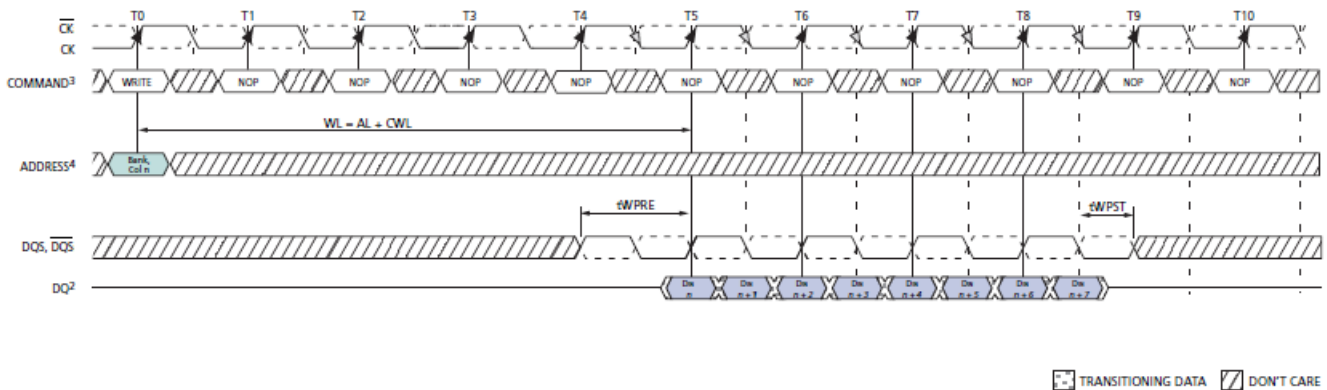 T0 T1 T2 T3 T4 T5 T6 T7 T8 T9 T10
CK
CK
COMMAND3 WRITE NOP NOP NOP NOP NOP NOP NOP NOP NOP NOP
WL = AL + CWL
ADDRESS4 Bank,
Col n
tWPRE tWPST
DQS, DQS
DQ2 DIN DIN DIN DIN DIN DIN DIN DIN
n n + 1 n + 2 n + 3 n + 4 n + 5 n + 6 n + 7
TRANSITIONING DATA DON'T CARE